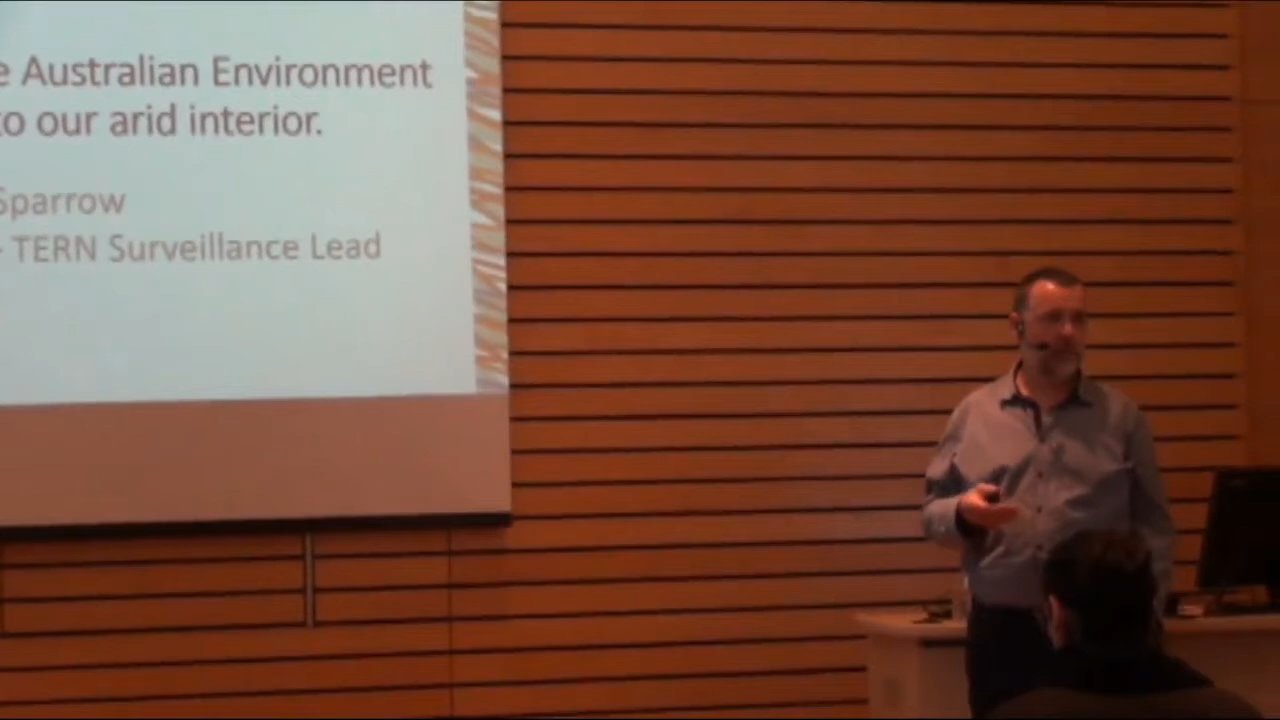 e Australian Environment
to our arid interior.
Sparrow
- TERN Surveillance Lead